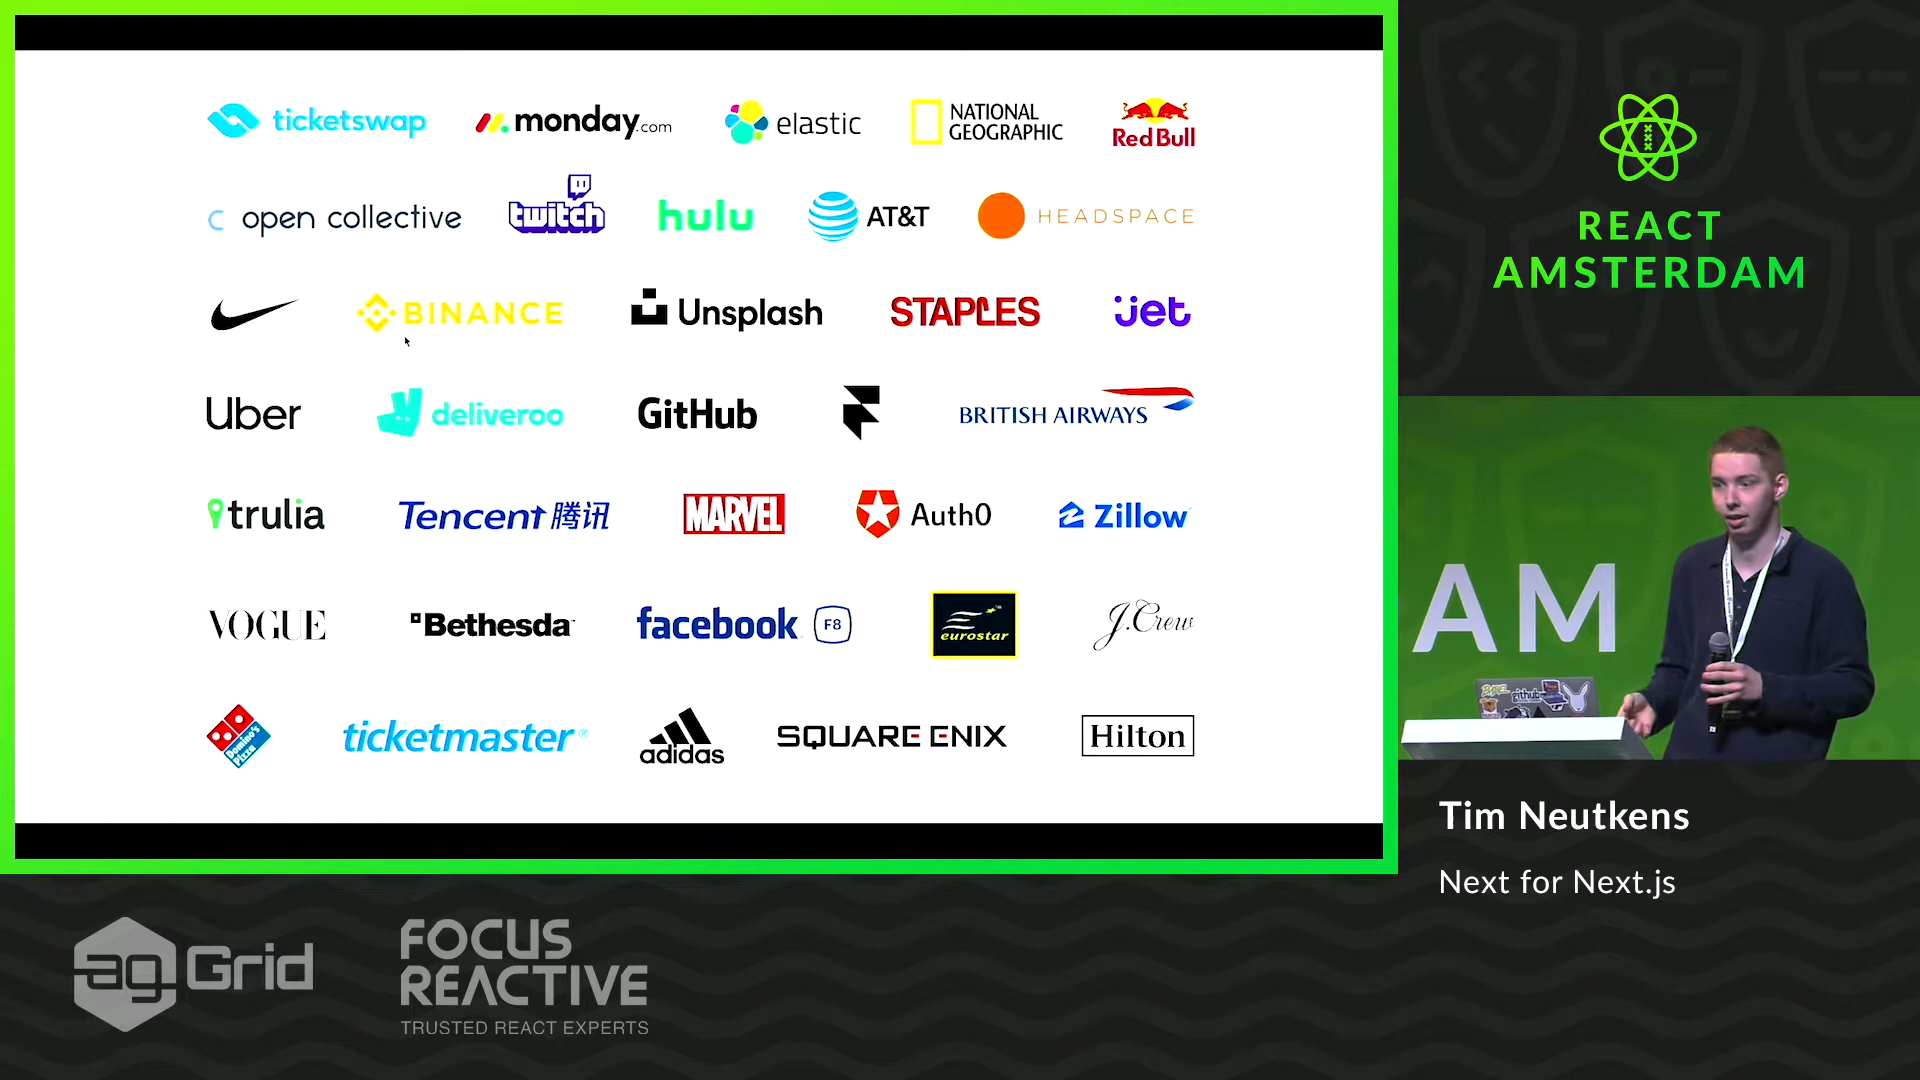 ticketswap
monday.com
elastic
NATIONAL
GEOGRAPHIC
Red Bull
open collective
twitch
hulu
AT&T
HEADSPACE
BINANCE
Unsplash
STAPLES
jet
Uber
deliveroo
GitHub
BRITISH AIRWAYS
trulia
Tencent 腾讯
MARVEL
Auth0
Zillow
VOGUE
Bethesda
facebook F8
eurostar
J.Crew
Domino's
Pizza
ticketmaster®
adidas
SQUARE ENIX
Hilton
REACT
AMSTERDAM
AM
github
Tim Neutkens
Next for Next.js
ag Grid
FOCUS
REACTIVE
TRUSTED REACT EXPERTS